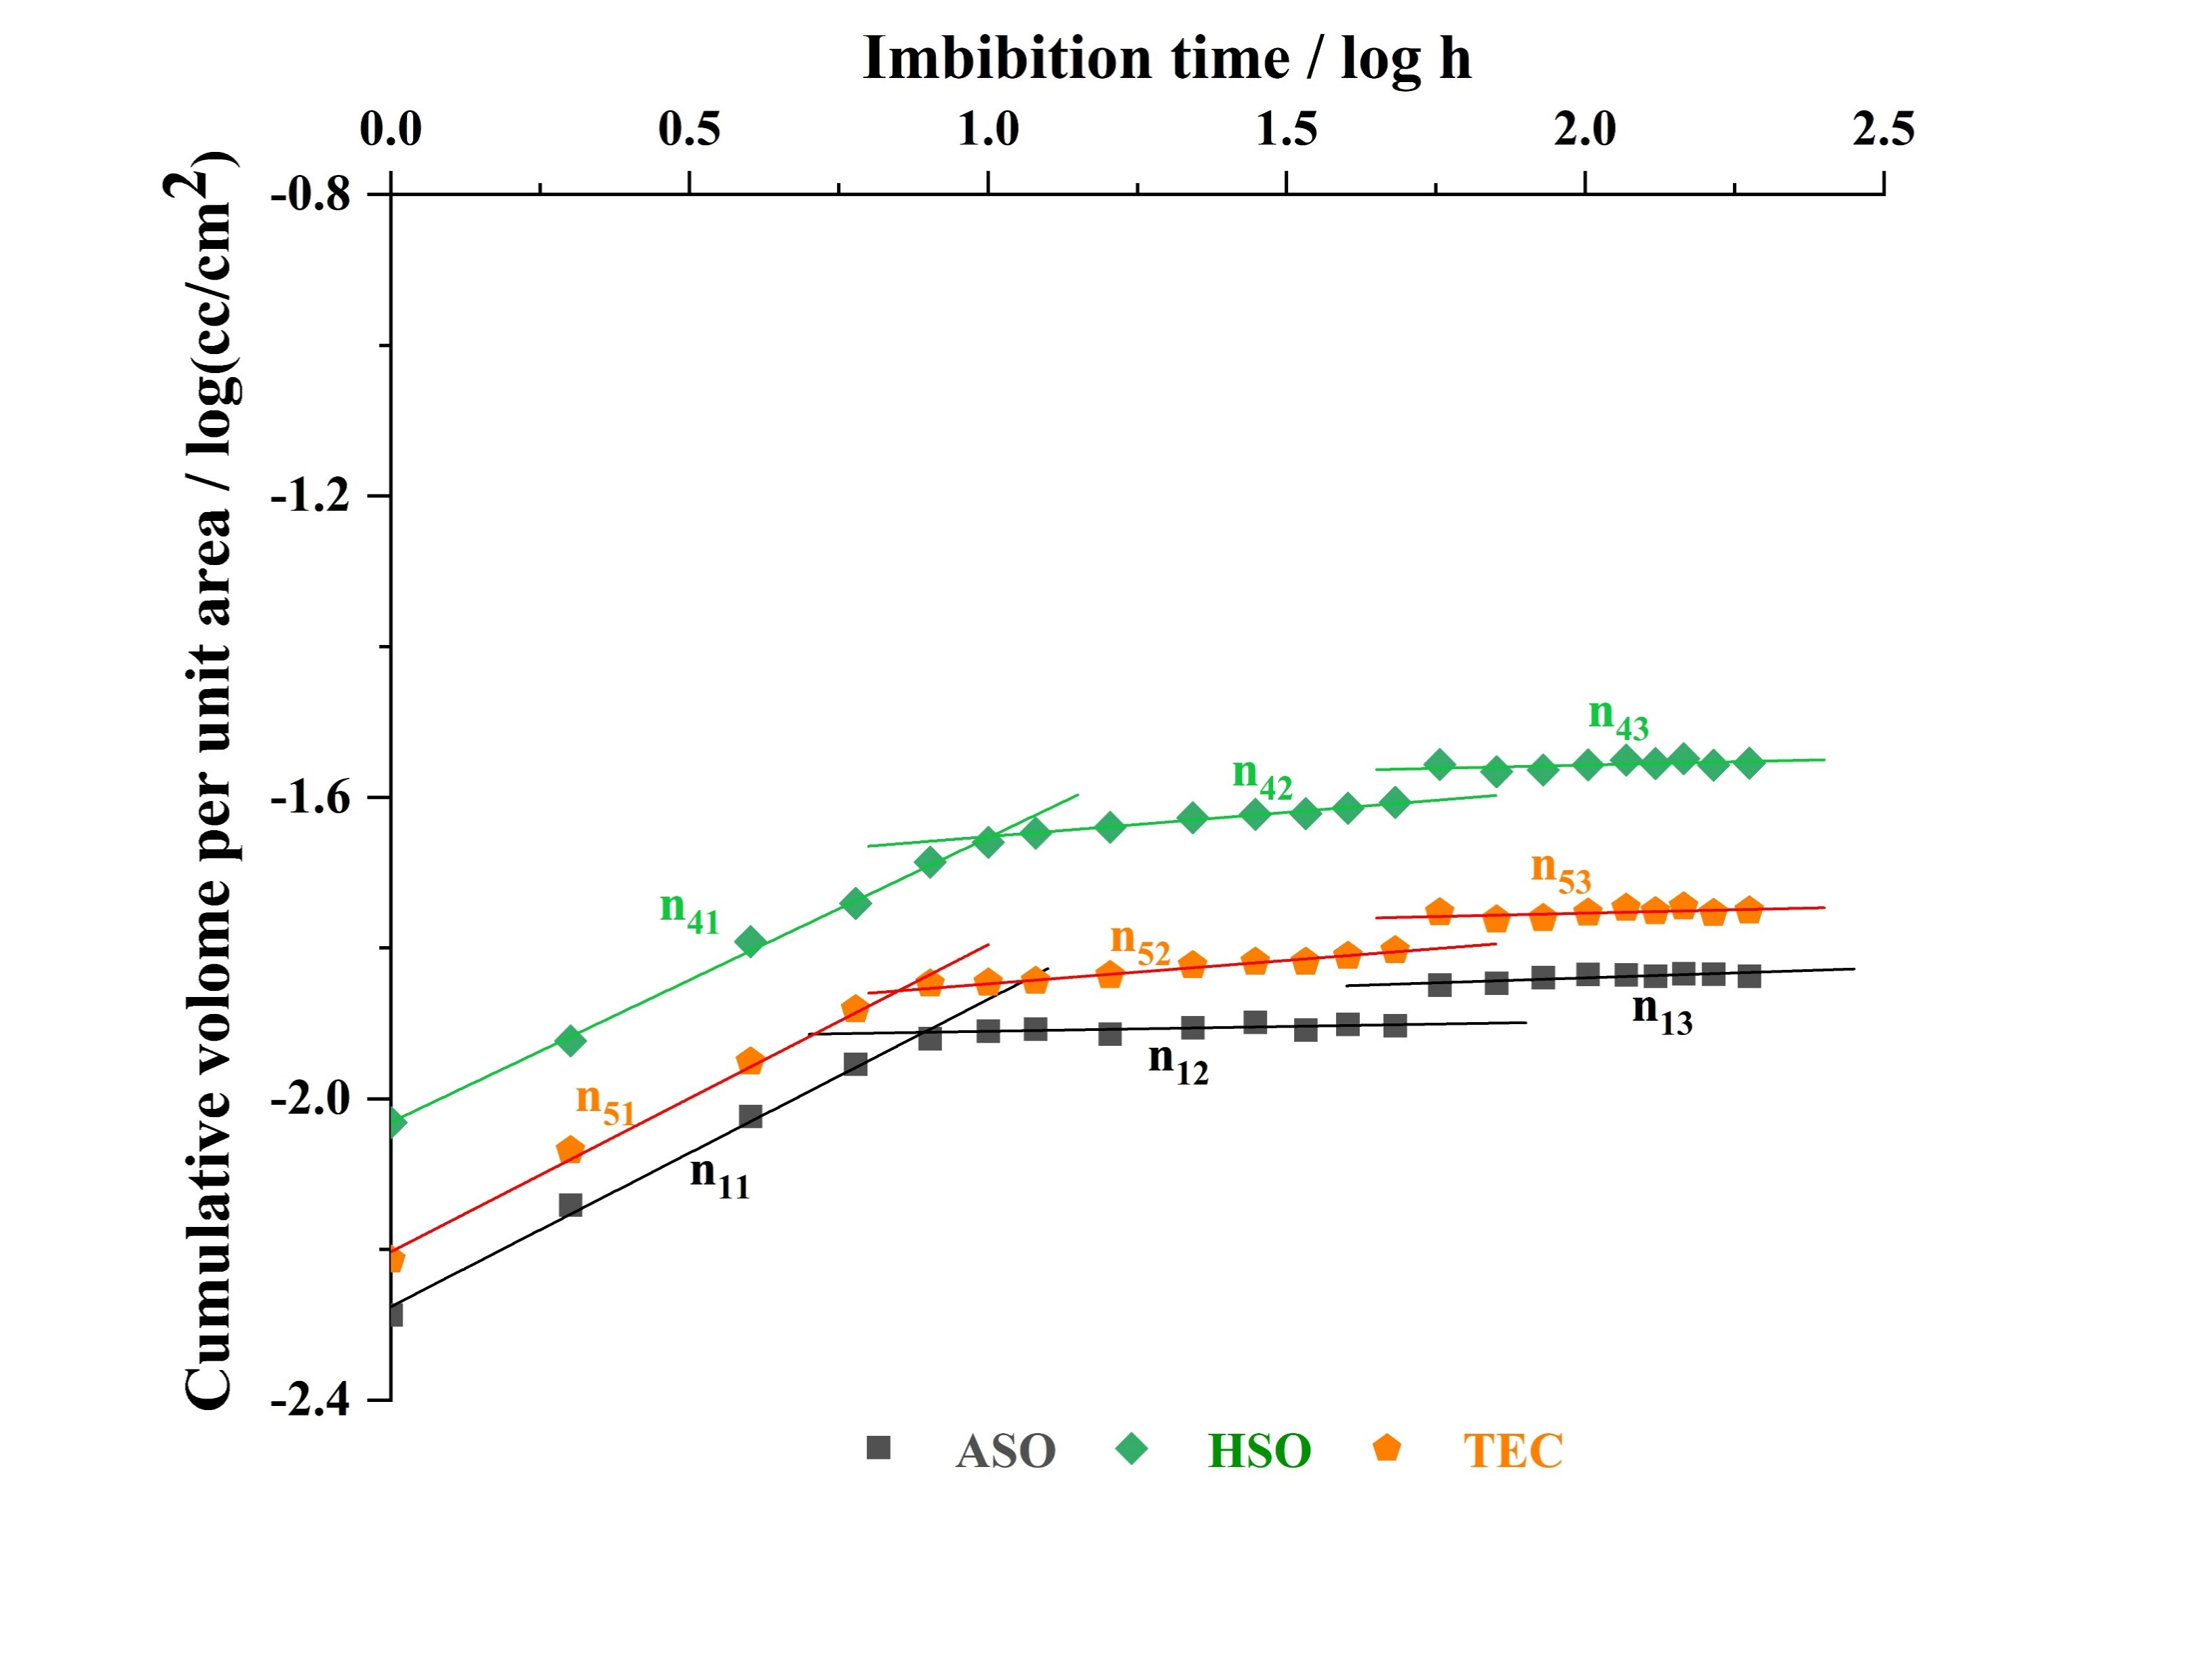 Imbibition time / log h
0.0 0.5 1.0 1.5 2.0 2.5
Cumulative volome per unit area / log(cc/cm²)
-0.8
-1.2
-1.6
-2.0
-2.4
n43
n42
n53
n41
n52
n13
n12
n51
n11
ASO HSO TEC